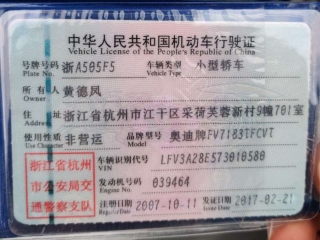 中华人民共和国机动车行驶证
Vehicle License of the People's Republic of China
号牌号码 浙A505F5 车辆类型 小型轿车
Plate No. Vehicle Type
所有人 黄德凤
Owner
住址 浙江省杭州市江干区采荷芙蓉新村9幢701室
Address
使用性质 非营运 品牌型号 奥迪牌FV7183TFCVT
Use Character Model
浙江省杭州
市公安局交
通警察支队
车辆识别代号 LFV3A28E573010580
VIN
发动机号码 039464
Engine No.
注册日期 2007-10-11 发证日期 2017-02-21
Register Date Issue Date